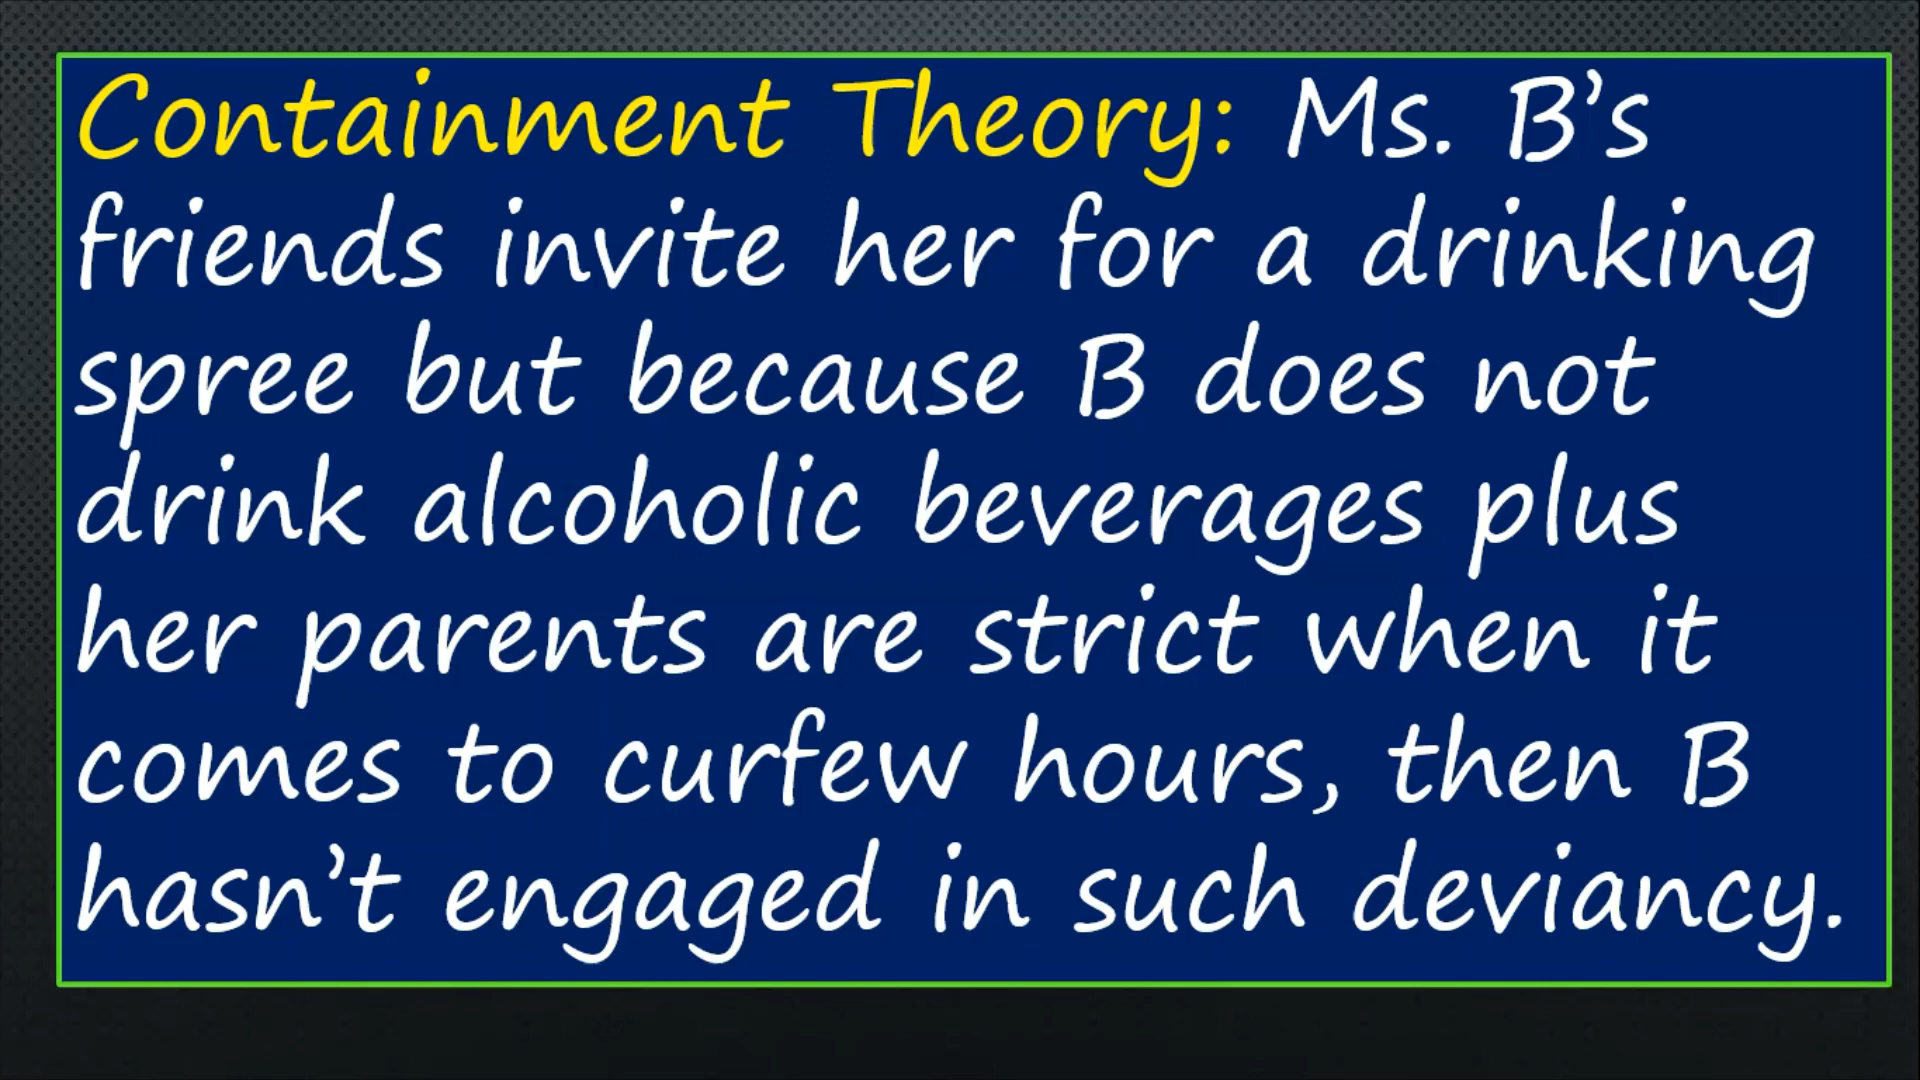 Containment Theory: Ms. B’s
friends invite her for a drinking
spree but because B does not
drink alcoholic beverages plus
her parents are strict when it
comes to curfew hours, then B
hasn’t engaged in such deviancy.